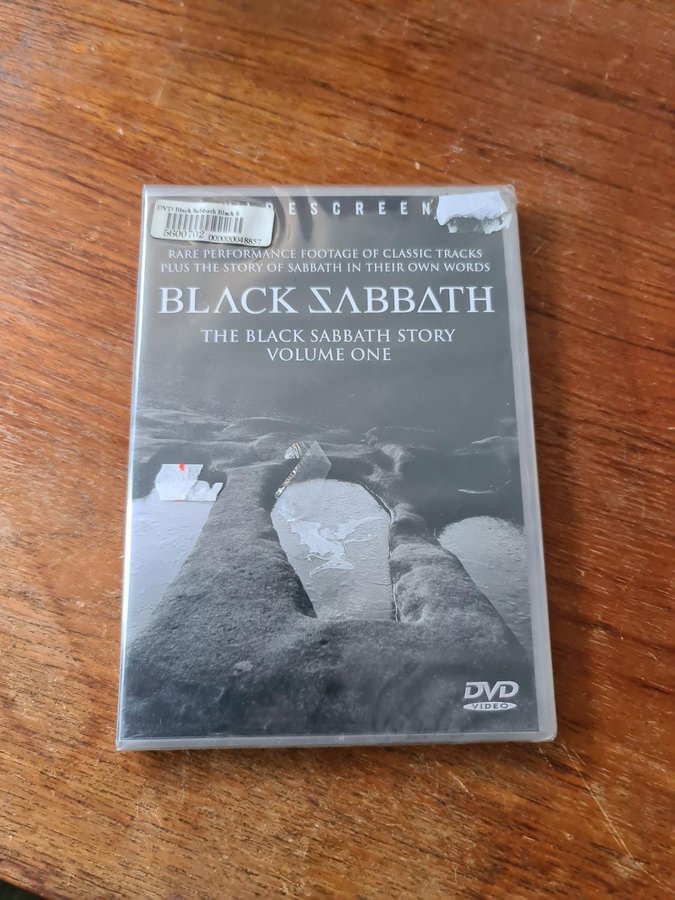 DVD Black Sabbath Black S
5600702 000000048857
DESCREEN
RARE PERFORMANCE FOOTAGE OF CLASSIC TRACKS
PLUS THE STORY OF SABBATH IN THEIR OWN WORDS
BLACK SABBATH
THE BLACK SABBATH STORY
VOLUME ONE
DVD
VIDEO